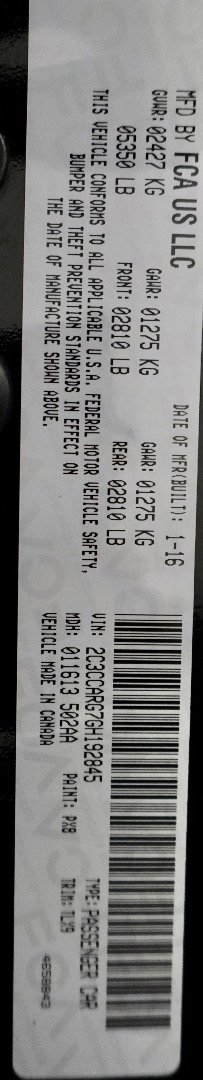 MFD BY FCA US LLC
DATE OF MFR(BUILT): 1-16
GVWR: 02427 KG GAWR: 01275 KG GAWR: 01275 KG
05350 LB FRONT: 02810 LB REAR: 02810 LB
THIS VEHICLE CONFORMS TO ALL APPLICABLE U.S.A. FEDERAL MOTOR VEHICLE SAFETY,
BUMPER AND THEFT PREVENTION STANDARDS IN EFFECT ON
THE DATE OF MANUFACTURE SHOWN ABOVE.
VIN: 2C3CCARG7GH192845 TYPE: PASSENGER CAR
MDH: 011613 502AA PAINT: PX8 TRIM: TLX9
VEHICLE MADE IN CANADA
4658843